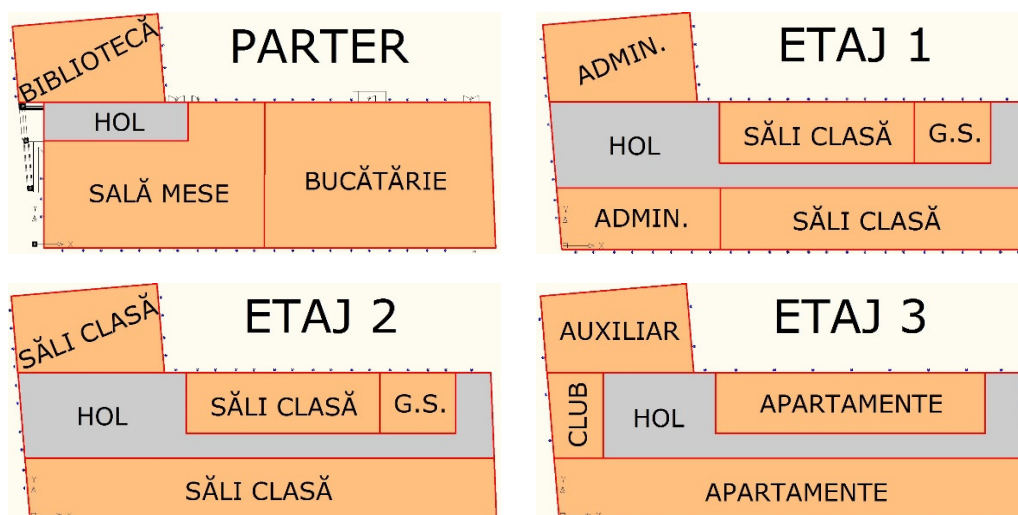 PARTER
BIBLIOTECĂ
HOL
SALĂ MESE
BUCĂTĂRIE
ETAJ 1
ADMIN.
HOL
SĂLI CLASĂ
G.S.
ADMIN.
SĂLI CLASĂ
ETAJ 2
SĂLI CLASĂ
HOL
SĂLI CLASĂ
G.S.
SĂLI CLASĂ
ETAJ 3
AUXILIAR
CLUB
HOL
APARTAMENTE
APARTAMENTE